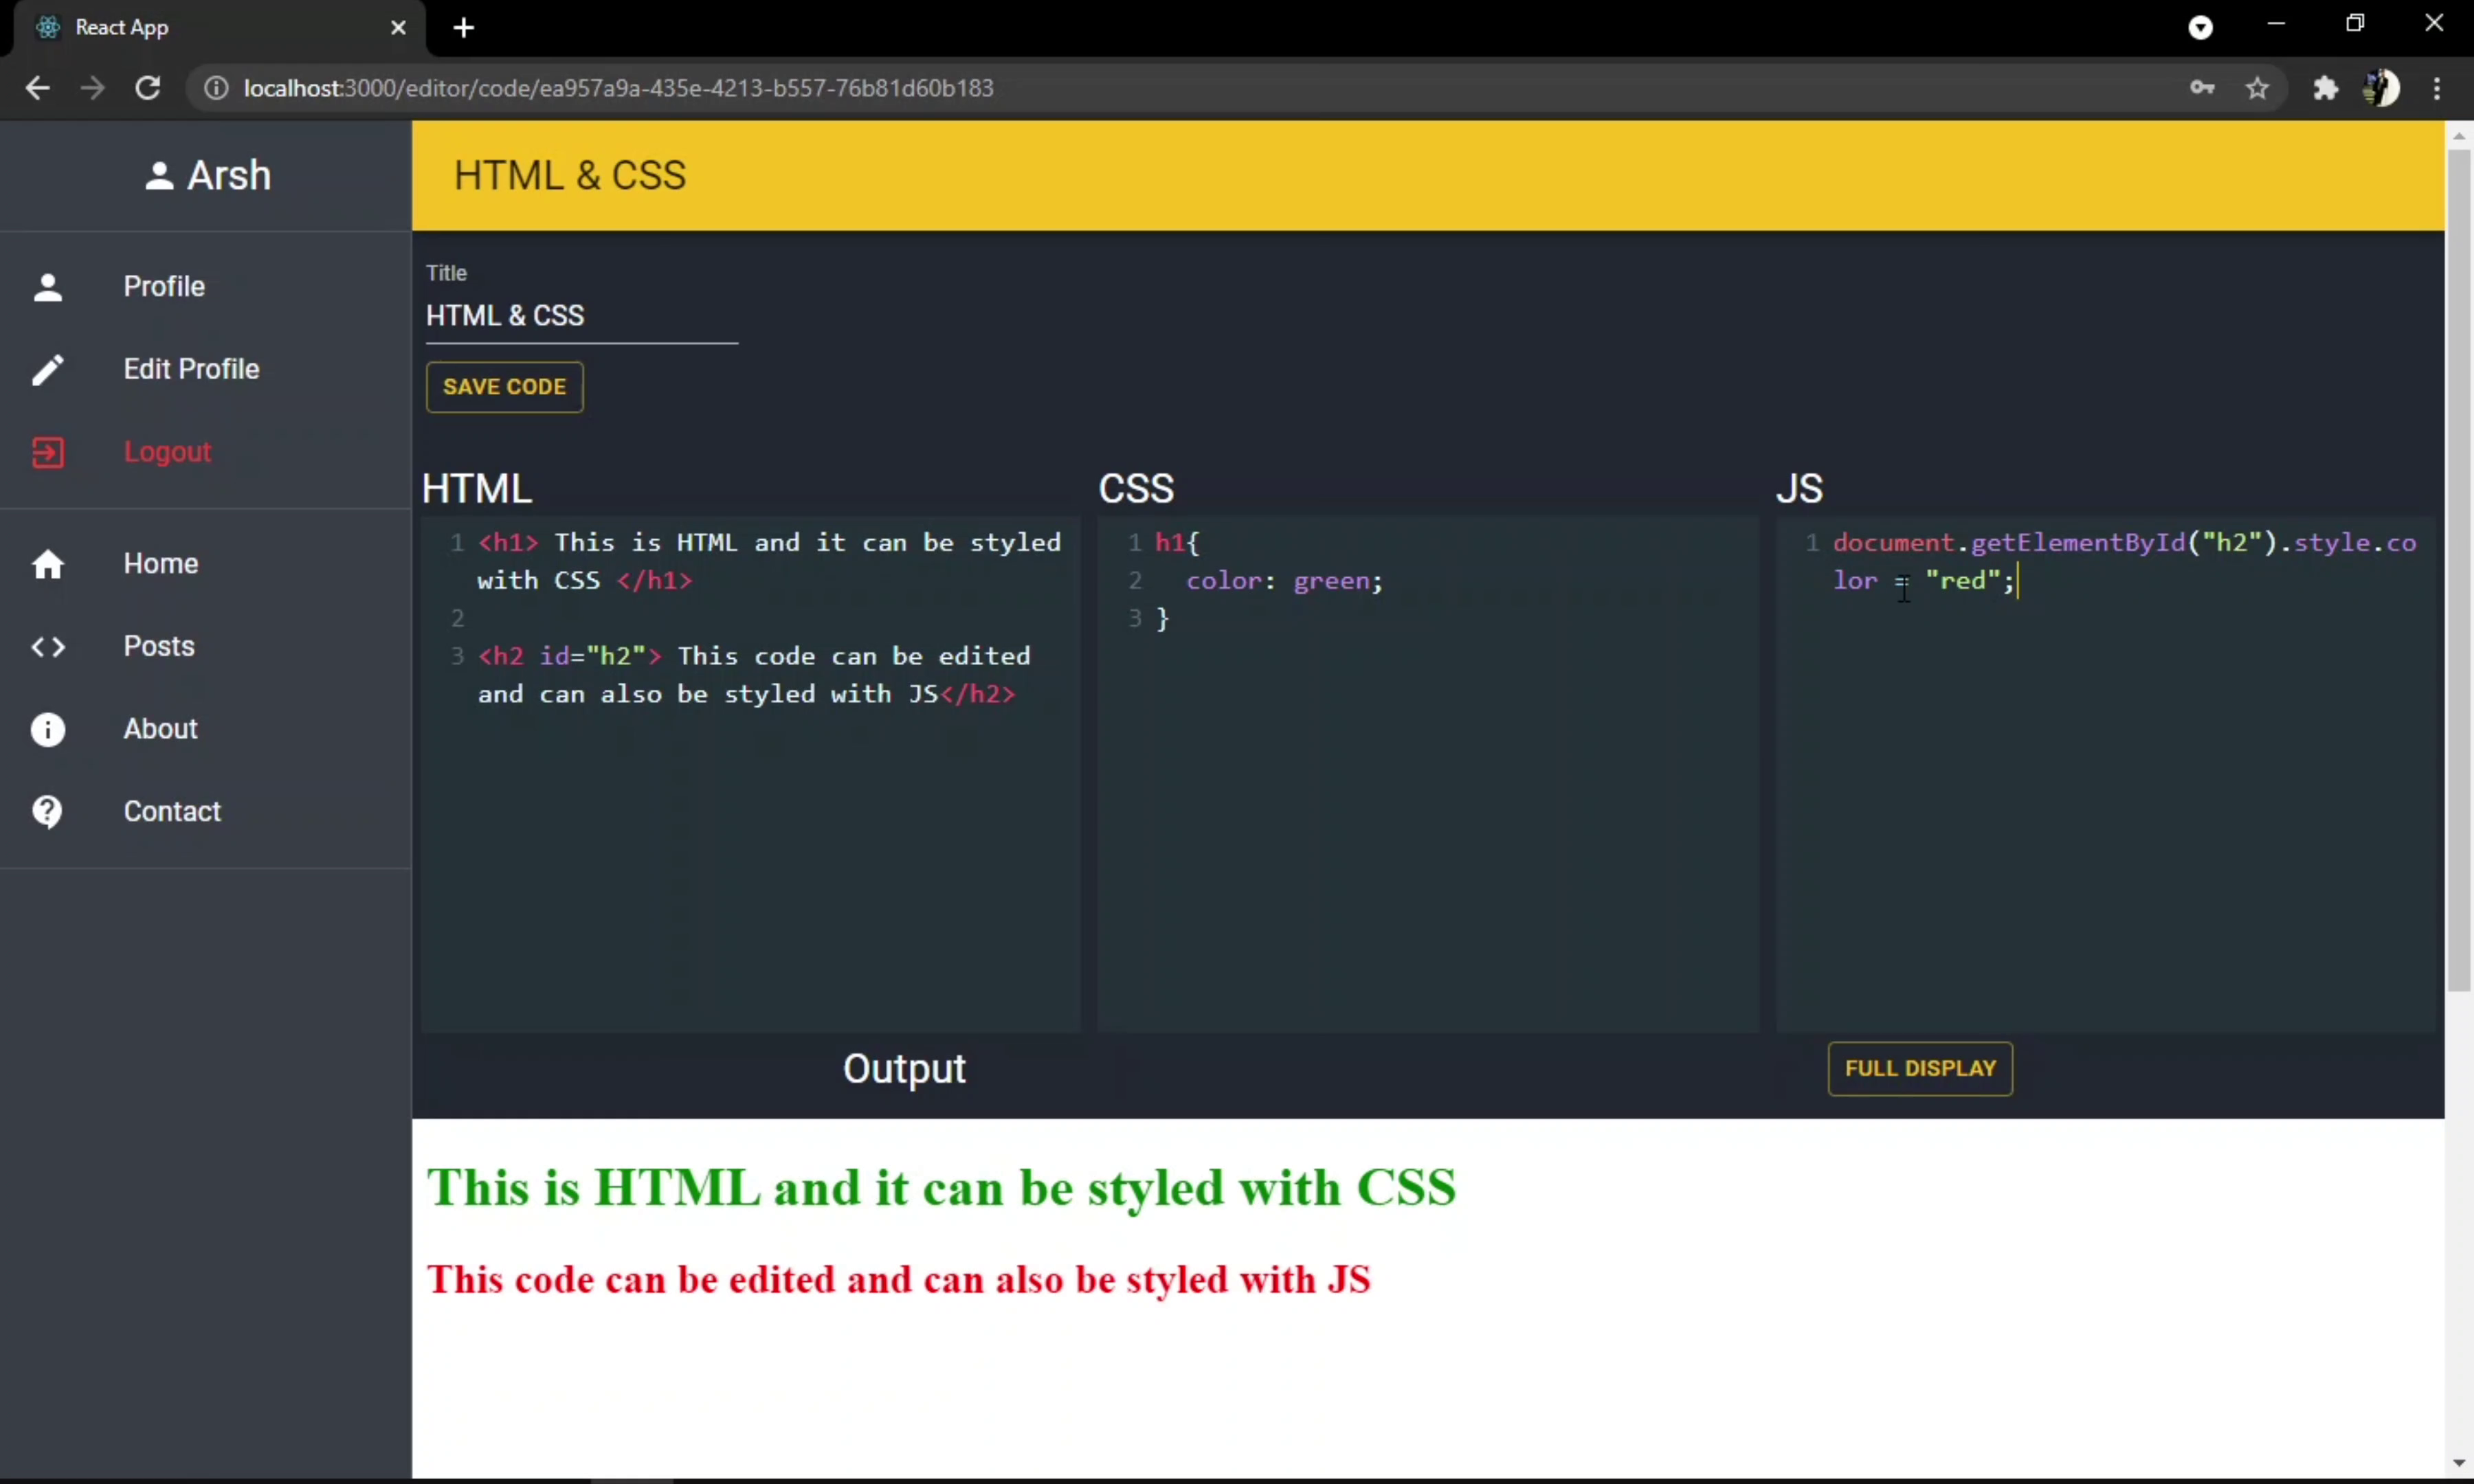 React App
localhost:3000/editor/code/ea957a9a-435e-4213-b557-76b81d60b183
Arsh
Profile
Edit Profile
Logout
Home
Posts
About
Contact
HTML & CSS
Title
HTML & CSS
SAVE CODE
HTML
1 <h1> This is HTML and it can be styled
with CSS </h1>
2
3 <h2 id="h2"> This code can be edited
and can also be styled with JS</h2>
CSS
1 h1{
2 color: green;
3 }
JS
1 document.getElementById("h2").style.co
lor = "red";
Output
FULL DISPLAY
This is HTML and it can be styled with CSS
This code can be edited and can also be styled with JS